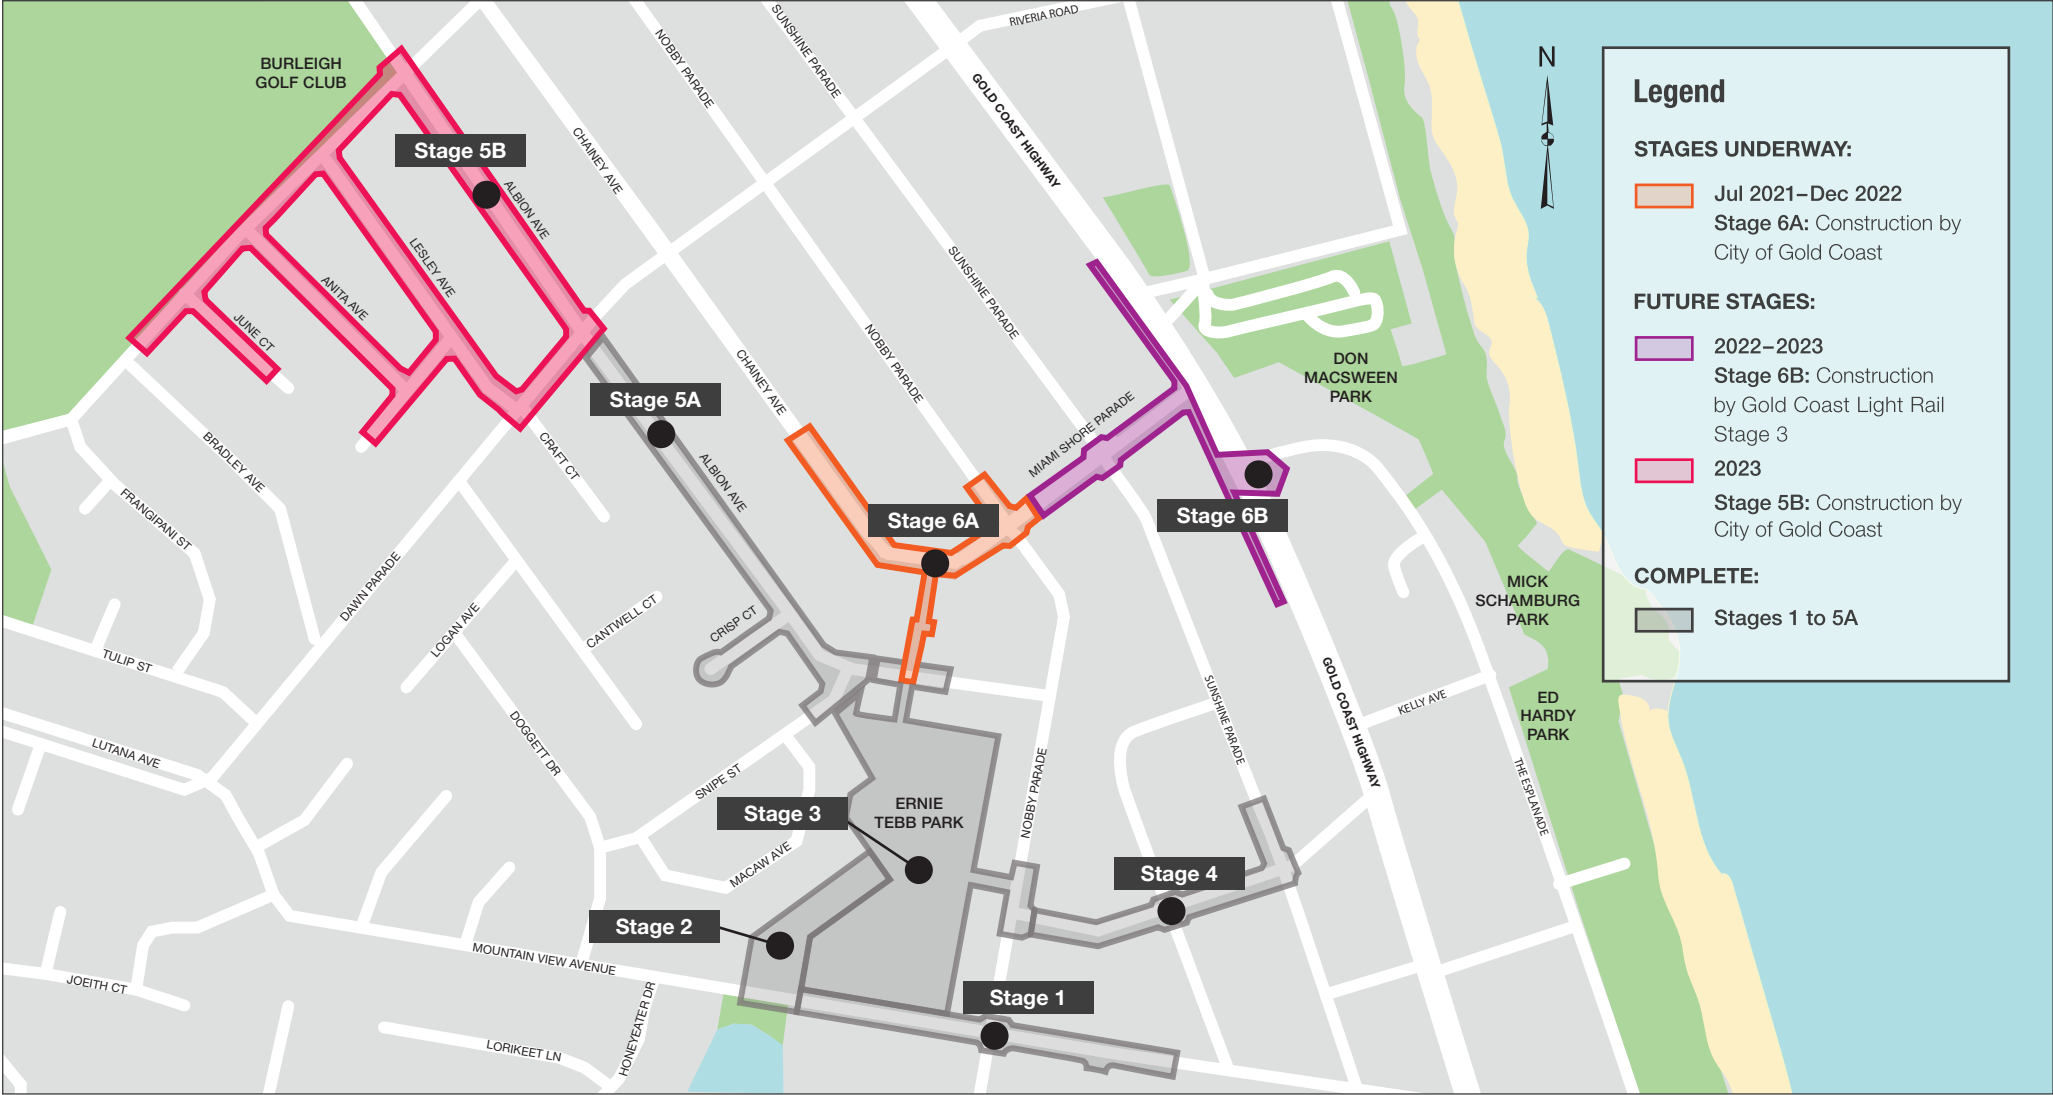 BURLEIGH
GOLF CLUB
RIVERIA ROAD
NOBBY PARADE
SUNSHINE PARADE
CHAINEY AVE
GOLD COAST HIGHWAY
N
Stage 5B
ALBION AVE
LESLEY AVE
ANITA AVE
JUNE CT
SUNSHINE PARADE
NOBBY PARADE
CHAINEY AVE
DON
MACSWEEN
PARK
Stage 5A
MIAMI SHORE PARADE
BRADLEY AVE
CRAFT CT
ALBION AVE
FRANGIPANI ST
Stage 6A
Stage 6B
DAWN PARADE
LOGAN AVE
CANTWELL CT
CRISP CT
MICK
SCHAMBURG
PARK
TULIP ST
SUNSHINE PARADE
GOLD COAST HIGHWAY
KELLY AVE
ED
HARDY
PARK
LUTANA AVE
DOGGETT DR
SNIPE ST
NOBBY PARADE
THE ESPLANADE
Stage 3
ERNIE
TEBB PARK
MACAW AVE
Stage 4
Stage 2
MOUNTAIN VIEW AVENUE
JOEITH CT
HONEYEATER DR
Stage 1
LORIKEET LN
Legend
STAGES UNDERWAY:
Jul 2021–Dec 2022
Stage 6A: Construction by
City of Gold Coast
FUTURE STAGES:
2022–2023
Stage 6B: Construction
by Gold Coast Light Rail
Stage 3
2023
Stage 5B: Construction by
City of Gold Coast
COMPLETE:
Stages 1 to 5A